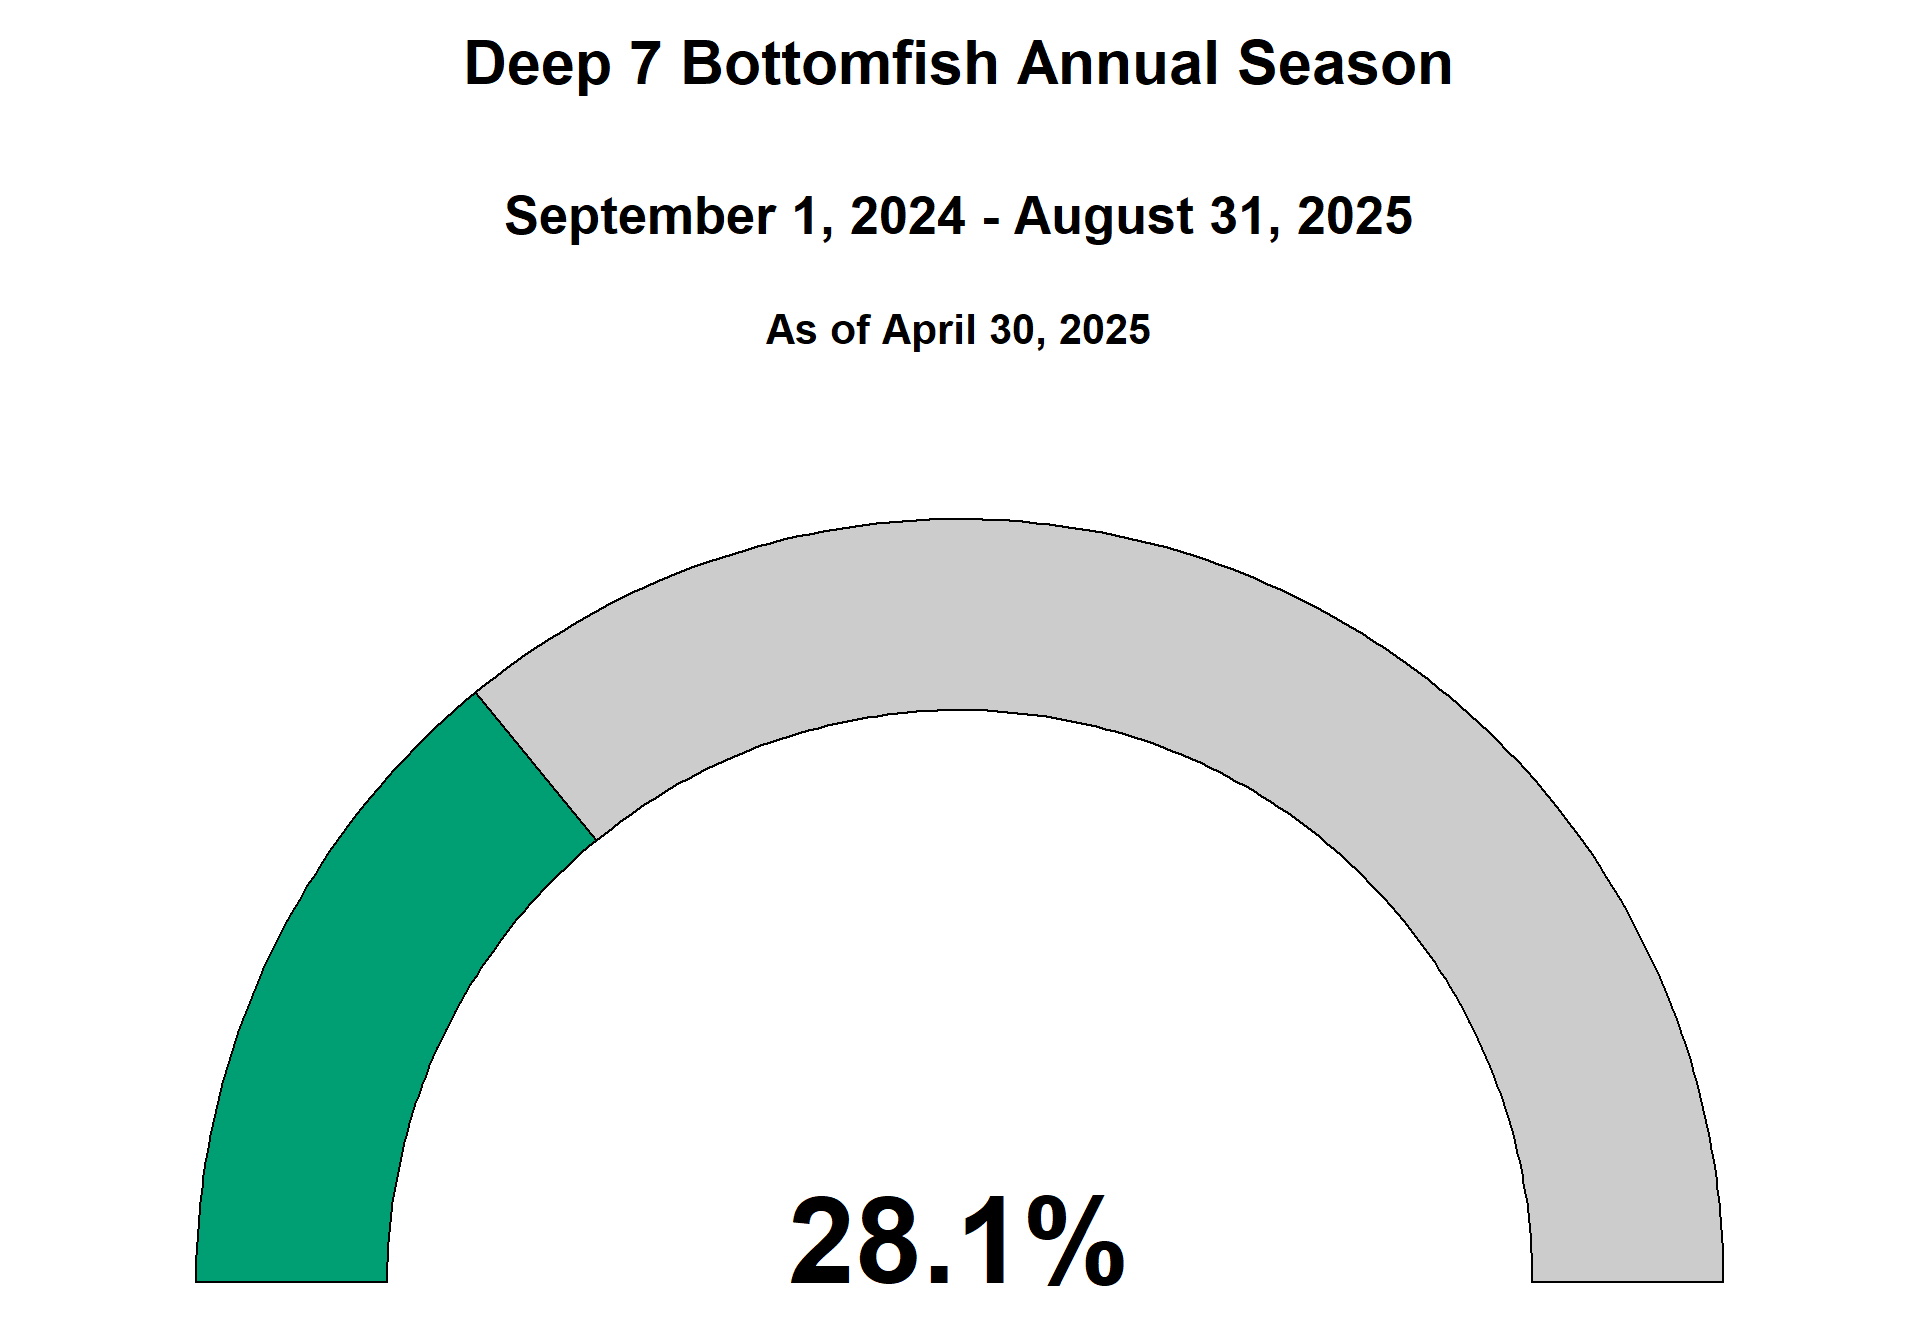 Deep 7 Bottomfish Annual Season
September 1, 2024 - August 31, 2025
As of April 30, 2025
28.1%